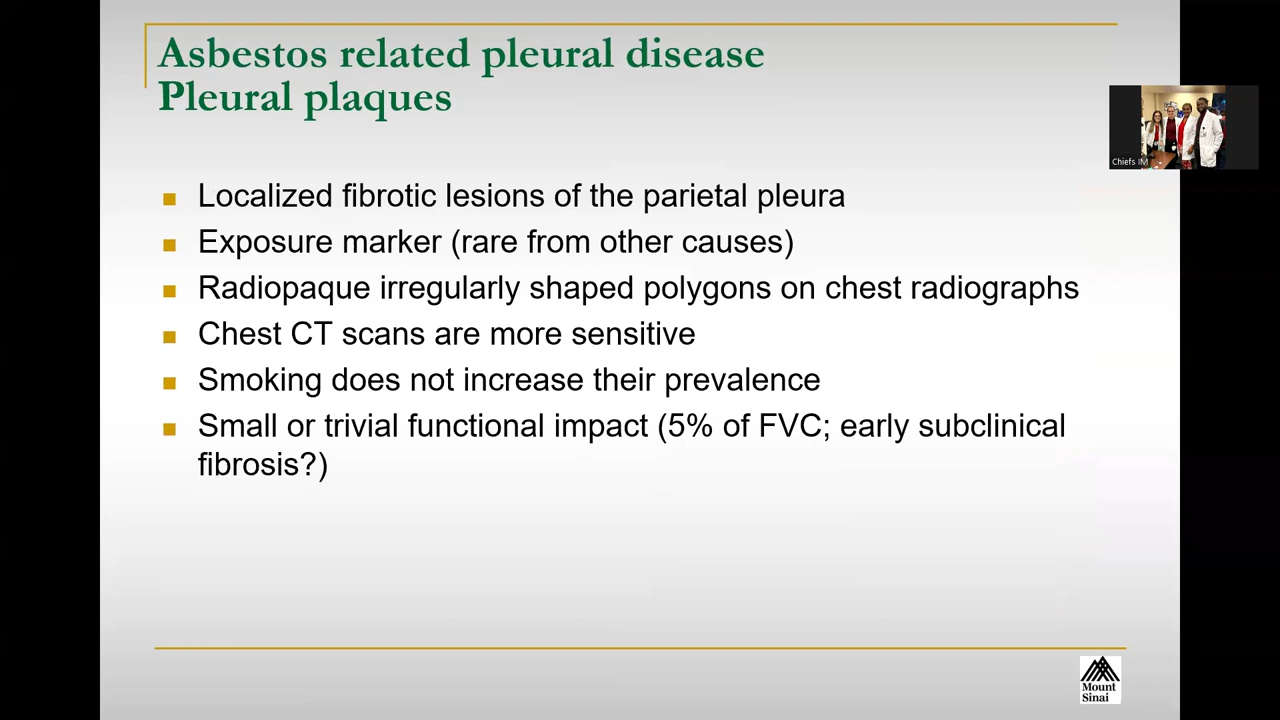 Asbestos related pleural disease
Pleural plaques
Localized fibrotic lesions of the parietal pleura
Exposure marker (rare from other causes)
Radiopaque irregularly shaped polygons on chest radiographs
Chest CT scans are more sensitive
Smoking does not increase their prevalence
Small or trivial functional impact (5% of FVC; early subclinical
fibrosis?)
Chiefs IM
Mount
Sinai